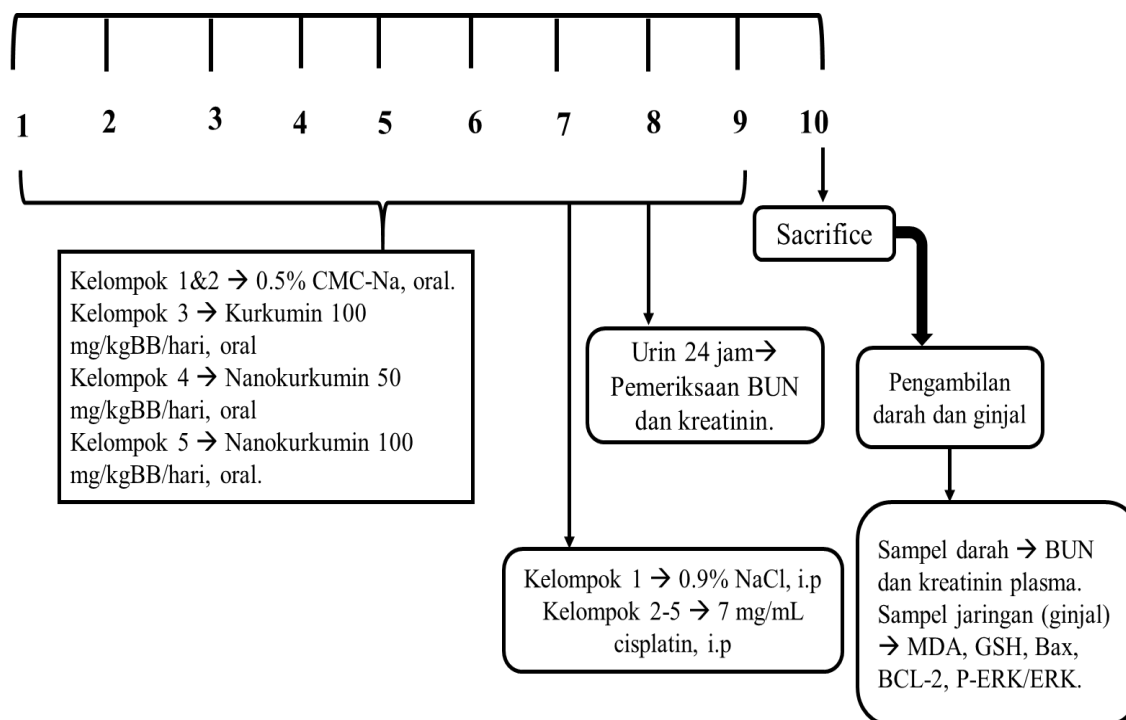 1 2 3 4 5 6 7 8 9 10
Kelompok 1&2 → 0.5% CMC-Na, oral.
Kelompok 3 → Kurkumin 100
mg/kgBB/hari, oral
Kelompok 4 → Nanokurkumin 50
mg/kgBB/hari, oral
Kelompok 5 → Nanokurkumin 100
mg/kgBB/hari, oral.
Kelompok 1 → 0.9% NaCl, i.p
Kelompok 2-5 → 7 mg/mL
cisplatin, i.p
Urin 24 jam→
Pemeriksaan BUN
dan kreatinin.
Sacrifice
Pengambilan
darah dan ginjal
Sampel darah → BUN
dan kreatinin plasma.
Sampel jaringan (ginjal)
→ MDA, GSH, Bax,
BCL-2, P-ERK/ERK.